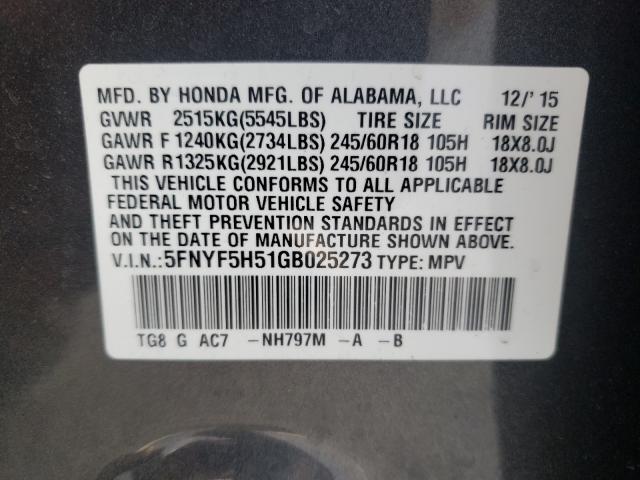 MFD. BY HONDA MFG. OF ALABAMA, LLC 12/' 15
GVWR 2515KG(5545LBS) TIRE SIZE RIM SIZE
GAWR F 1240KG(2734LBS) 245/60R18 105H 18X8.0J
GAWR R1325KG(2921LBS) 245/60R18 105H 18X8.0J
THIS VEHICLE CONFORMS TO ALL APPLICABLE
FEDERAL MOTOR VEHICLE SAFETY
AND THEFT PREVENTION STANDARDS IN EFFECT
ON THE DATE OF MANUFACTURE SHOWN ABOVE.
V.I.N.:5FNYF5H51GB025273 TYPE: MPV
TG8 G AC7 -NH797M -A -B